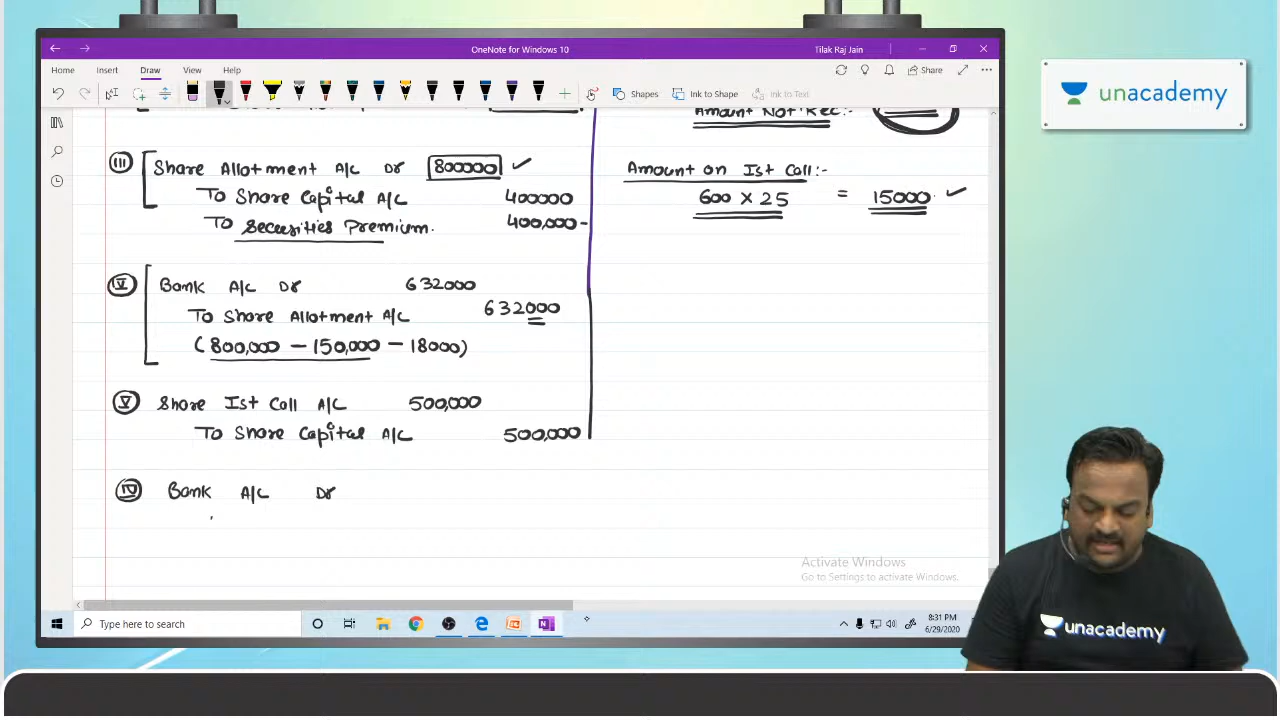 OneNote for Windows 10
Tilak Raj Jain
Home Insert Draw View Help
Share
Shapes
Ink to Shape
Ink to Text
unacademy
Amount Not Rec:-
III Share Allotment A/C Dr 800000
To Share Capital A/C 400000
To Securities Premium. 400,000
Amount on Ist Call:-
600 X 25 = 15000
IV Bank A/C Dr 632000
To Share Allotment A/C 632000
(800,000 - 150,000 - 18000)
V Share Ist Call A/C 500,000
To Share Capital A/C 500,000
IV Bank A/C Dr
Activate Windows
Go to Settings to activate Windows.
Type here to search
8:31 PM
6/29/2020
unacademy